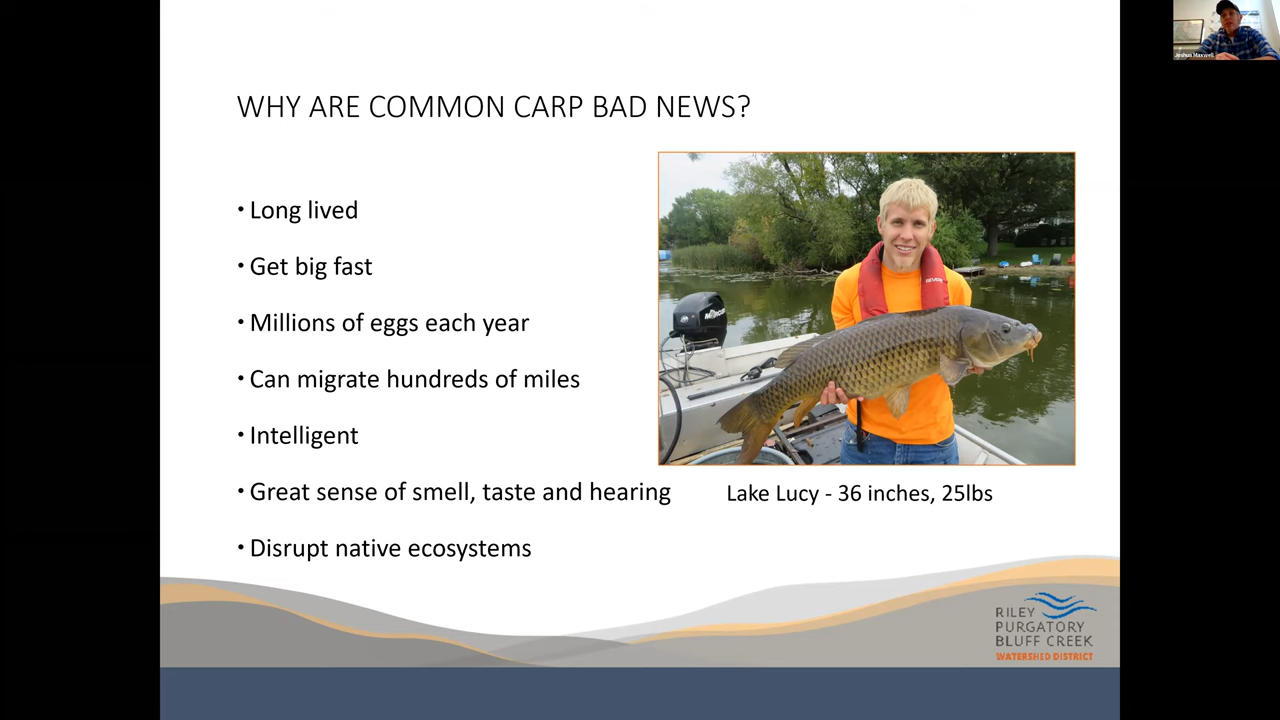 Joshua Maxwell
WHY ARE COMMON CARP BAD NEWS?
• Long lived
• Get big fast
• Millions of eggs each year
• Can migrate hundreds of miles
• Intelligent
• Great sense of smell, taste and hearing
• Disrupt native ecosystems
Lake Lucy - 36 inches, 25lbs
RILEY
PURGATORY
BLUFF CREEK
WATERSHED DISTRICT